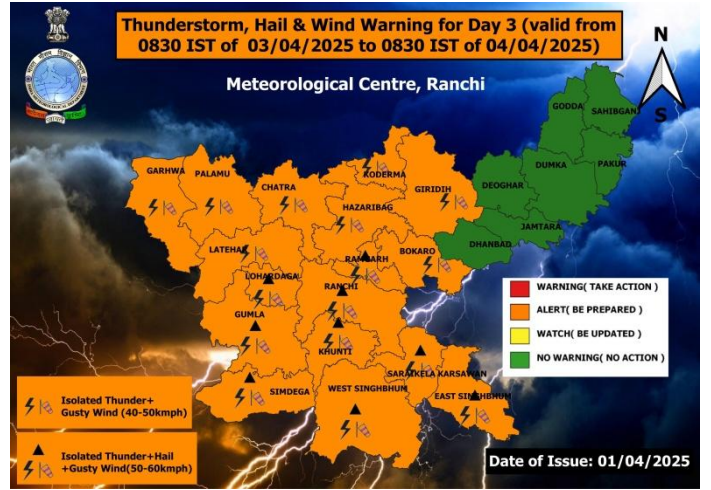 Thunderstorm, Hail & Wind Warning for Day 3 (valid from
0830 IST of 03/04/2025 to 0830 IST of 04/04/2025)
Meteorological Centre, Ranchi
N
S
GODDA
SAHIBGANJ
DUMKA
PAKUR
DEOGHAR
JAMTARA
DHANBAD
GARHWA
PALAMU
CHATRA
KODERMA
GIRIDIH
HAZARIBAG
LATEHAR
RAMGARH
BOKARO
LOHARDAGA
RANCHI
GUMLA
KHUNTI
SARAIKELA KARSAWAN
SIMDEGA
WEST SINGHBHUM
EAST SINGHBHUM
WARNING( TAKE ACTION )
ALERT( BE PREPARED )
WATCH( BE UPDATED )
NO WARNING( NO ACTION )
Isolated Thunder+
Gusty Wind (40-50kmph)
Isolated Thunder+Hail
+Gusty Wind(50-60kmph)
Date of Issue: 01/04/2025